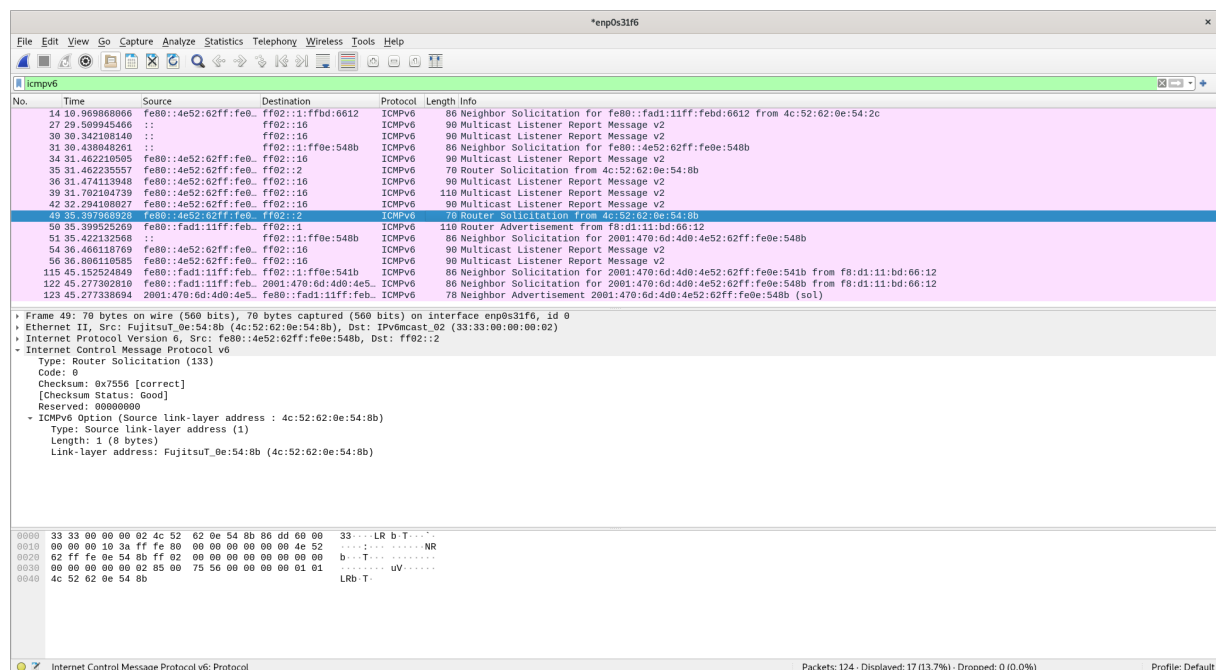 *enp0s31f6
File Edit View Go Capture Analyze Statistics Telephony Wireless Tools Help
icmpv6
No. Time Source Destination Protocol Length Info
14 10.969868066 fe80::4e52:62ff:fe0… ff02::1:ffbd:6612 ICMPv6 86 Neighbor Solicitation for fe80::fad1:11ff:febd:6612 from 4c:52:62:0e:54:2c
27 29.509945466 :: ff02::16 ICMPv6 90 Multicast Listener Report Message v2
30 30.342108140 :: ff02::16 ICMPv6 90 Multicast Listener Report Message v2
31 30.438048261 :: ff02::1:ff0e:548b ICMPv6 86 Neighbor Solicitation for fe80::4e52:62ff:fe0e:548b
34 31.462210505 fe80::4e52:62ff:fe0… ff02::16 ICMPv6 90 Multicast Listener Report Message v2
35 31.462235557 fe80::4e52:62ff:fe0… ff02::2 ICMPv6 70 Router Solicitation from 4c:52:62:0e:54:8b
36 31.474113948 fe80::4e52:62ff:fe0… ff02::16 ICMPv6 90 Multicast Listener Report Message v2
39 31.702104739 fe80::4e52:62ff:fe0… ff02::16 ICMPv6 110 Multicast Listener Report Message v2
42 32.294108027 fe80::4e52:62ff:fe0… ff02::16 ICMPv6 90 Multicast Listener Report Message v2
49 35.397968928 fe80::4e52:62ff:fe0… ff02::2 ICMPv6 70 Router Solicitation from 4c:52:62:0e:54:8b
50 35.399525269 fe80::fad1:11ff:feb… ff02::1 ICMPv6 110 Router Advertisement from f8:d1:11:bd:66:12
51 35.422132568 :: ff02::1:ff0e:548b ICMPv6 86 Neighbor Solicitation for 2001:470:6d:4d0:4e52:62ff:fe0e:548b
54 36.466118769 fe80::4e52:62ff:fe0… ff02::16 ICMPv6 90 Multicast Listener Report Message v2
56 36.806110585 fe80::4e52:62ff:fe0… ff02::16 ICMPv6 90 Multicast Listener Report Message v2
115 45.152524849 fe80::fad1:11ff:feb… ff02::1:ff0e:541b ICMPv6 86 Neighbor Solicitation for 2001:470:6d:4d0:4e52:62ff:fe0e:541b from f8:d1:11:bd:66:12
122 45.277302810 fe80::fad1:11ff:feb… 2001:470:6d:4d0:4e5… ICMPv6 86 Neighbor Solicitation for 2001:470:6d:4d0:4e52:62ff:fe0e:548b from f8:d1:11:bd:66:12
123 45.277338694 2001:470:6d:4d0:4e5… fe80::fad1:11ff:feb… ICMPv6 78 Neighbor Advertisement 2001:470:6d:4d0:4e52:62ff:fe0e:548b (sol)
Frame 49: 70 bytes on wire (560 bits), 70 bytes captured (560 bits) on interface enp0s31f6, id 0
Ethernet II, Src: FujitsuT_0e:54:8b (4c:52:62:0e:54:8b), Dst: IPv6mcast_02 (33:33:00:00:00:02)
Internet Protocol Version 6, Src: fe80::4e52:62ff:fe0e:548b, Dst: ff02::2
Internet Control Message Protocol v6
Type: Router Solicitation (133)
Code: 0
Checksum: 0x7556 [correct]
[Checksum Status: Good]
Reserved: 00000000
ICMPv6 Option (Source link-layer address : 4c:52:62:0e:54:8b)
Type: Source link-layer address (1)
Length: 1 (8 bytes)
Link-layer address: FujitsuT_0e:54:8b (4c:52:62:0e:54:8b)
0000 33 33 00 00 00 02 4c 52 62 0e 54 8b 86 dd 60 00 33····LR b·T···`·
0010 00 00 00 10 3a ff fe 80 00 00 00 00 00 00 4e 52 ····:··· ······NR
0020 62 ff fe 0e 54 8b ff 02 00 00 00 00 00 00 00 00 b···T··· ········
0030 00 00 00 00 00 02 85 00 75 56 00 00 00 00 01 01 ········ uV······
0040 4c 52 62 0e 54 8b LRb·T·
Internet Control Message Protocol v6: Protocol Packets: 124 · Displayed: 17 (13.7%) · Dropped: 0 (0.0%) Profile: Default